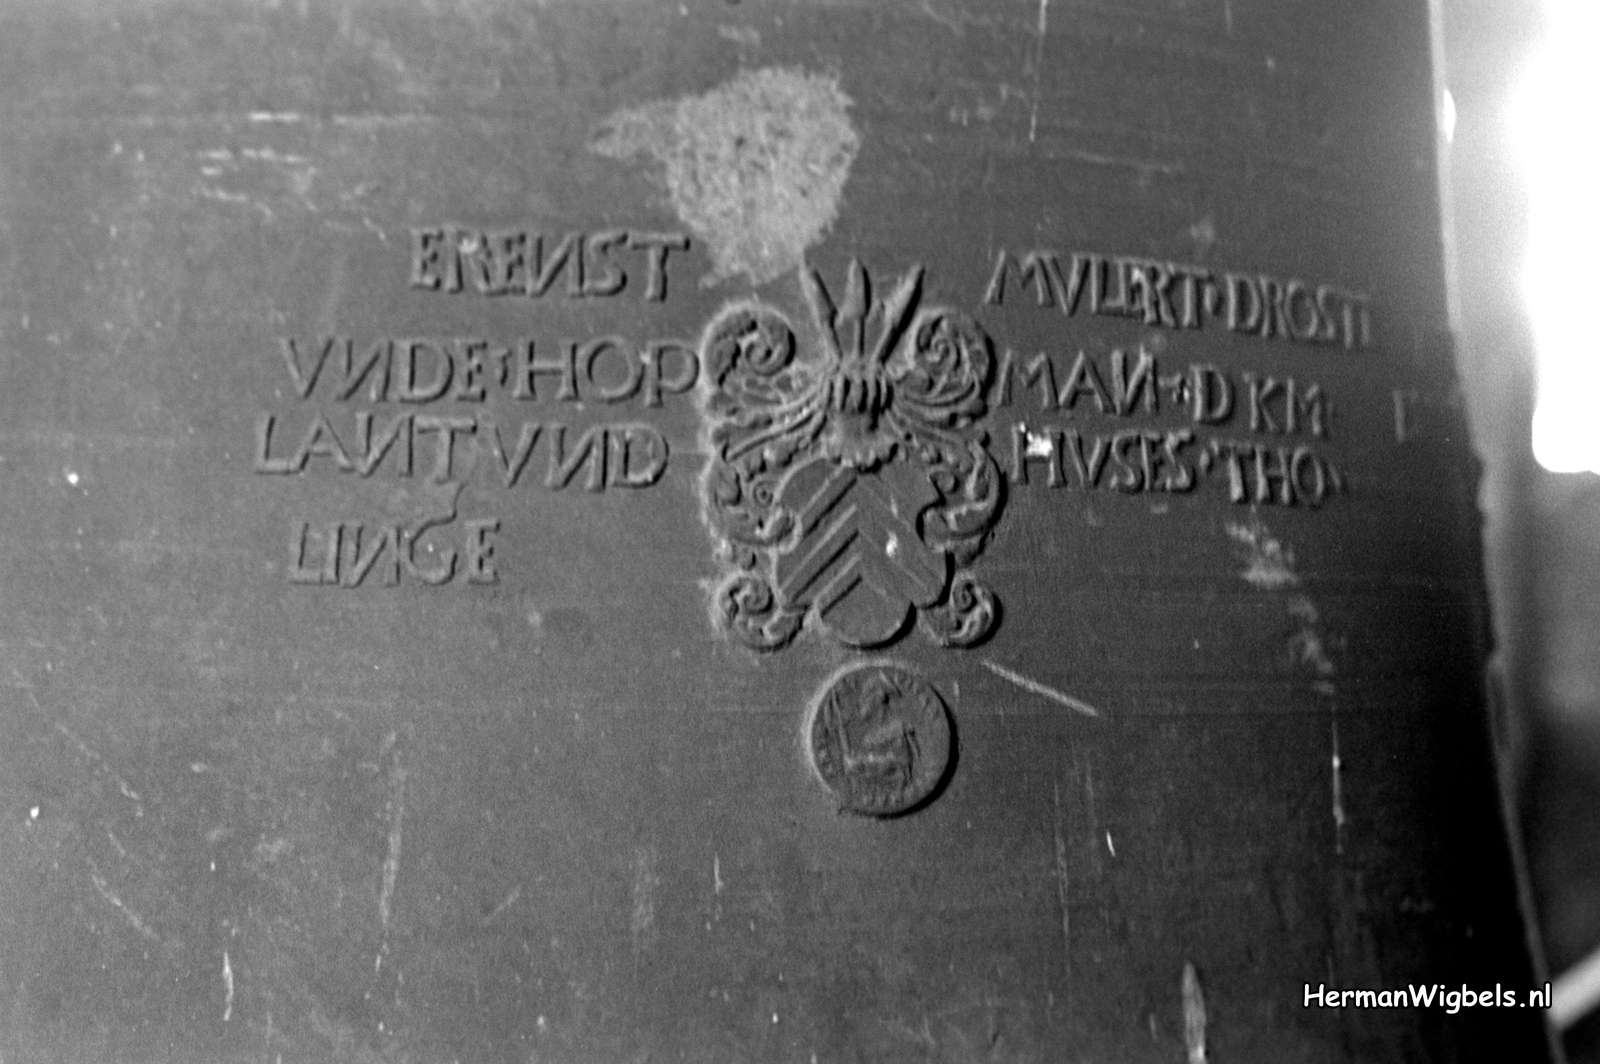 ERENST MVLERT · DROST
VNDE · HOP MAN · D KM ·
LANT VND HVSES · THO
LINGE
HermanWigbels.nl